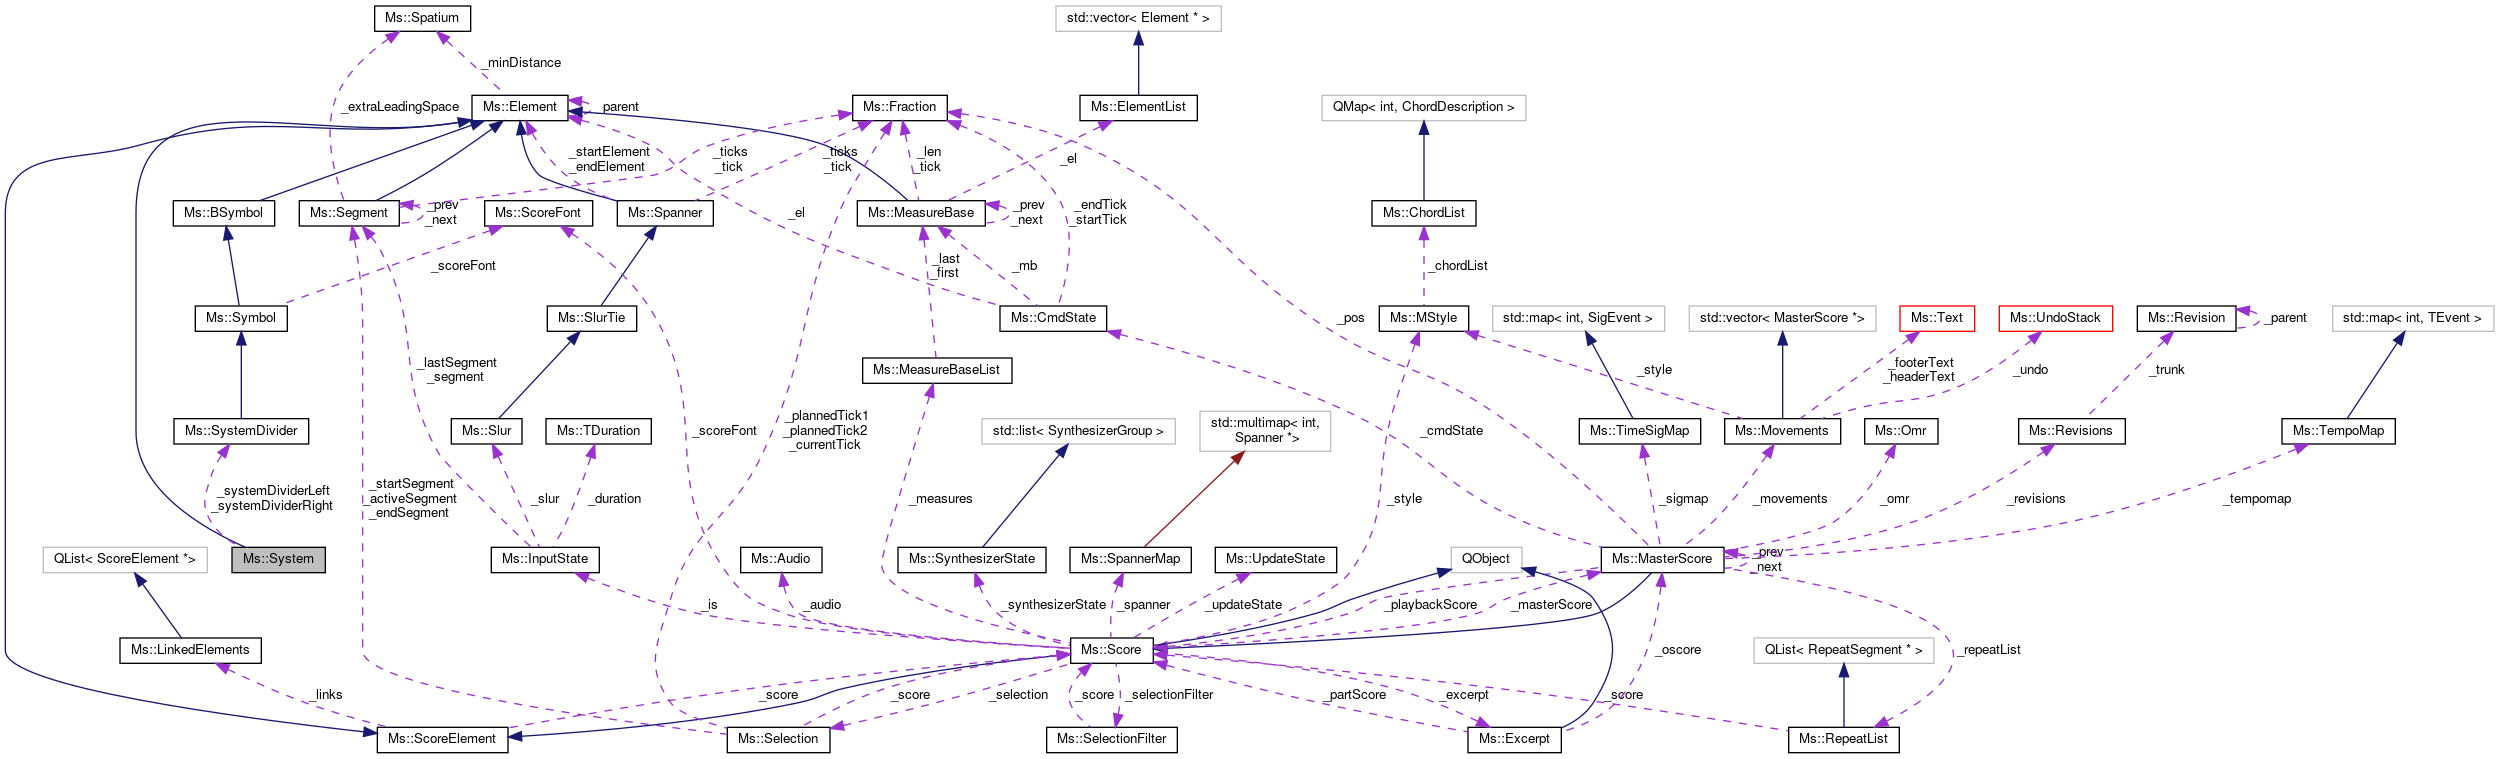 Ms::Spatium
std::vector< Element * >
_minDistance
Ms::Element
_parent
_extraLeadingSpace
Ms::Fraction
Ms::ElementList
QMap< int, ChordDescription >
_startElement
_endElement
_ticks
_tick
_ticks
_tick
_len
_tick
_el
Ms::BSymbol
Ms::Segment
_prev
_next
Ms::ScoreFont
Ms::Spanner
_el
Ms::MeasureBase
_prev
_next
_endTick
_startTick
Ms::ChordList
_scoreFont
_last
_first
_mb
_chordList
Ms::Symbol
Ms::SlurTie
Ms::CmdState
_pos
Ms::MStyle
std::map< int, SigEvent >
std::vector< MasterScore *>
Ms::Text
Ms::UndoStack
Ms::Revision
_parent
std::map< int, TEvent >
_lastSegment
_segment
Ms::MeasureBaseList
_style
_footerText
_headerText
_undo
_trunk
Ms::SystemDivider
Ms::Slur
Ms::TDuration
_scoreFont
_plannedTick1
_plannedTick2
_currentTick
std::list< SynthesizerGroup >
std::multimap< int,
Spanner *>
_cmdState
Ms::TimeSigMap
Ms::Movements
Ms::Omr
Ms::Revisions
Ms::TempoMap
_systemDividerLeft
_systemDividerRight
_startSegment
_activeSegment
_endSegment
_slur
_duration
_measures
_style
_sigmap
_movements
_omr
_revisions
_tempomap
QList< ScoreElement *>
Ms::System
Ms::InputState
Ms::Audio
Ms::SynthesizerState
Ms::SpannerMap
Ms::UpdateState
QObject
Ms::MasterScore
_prev
_next
_is
_audio
_synthesizerState
_spanner
_updateState
_playbackScore
_masterScore
Ms::LinkedElements
Ms::Score
_oscore
QList< RepeatSegment * >
_repeatList
_links
_score
_score
_selection
_score
_selectionFilter
_partScore
_excerpt
_score
Ms::ScoreElement
Ms::Selection
Ms::SelectionFilter
Ms::Excerpt
Ms::RepeatList